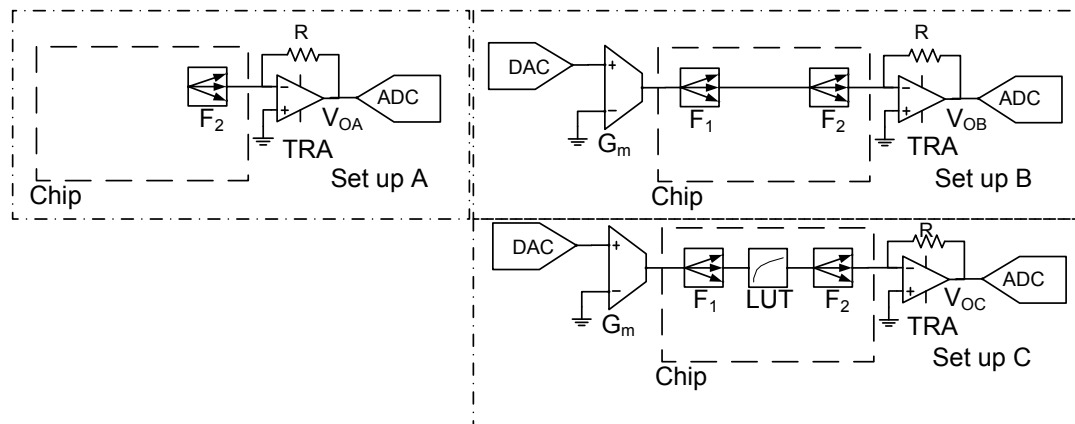 R
ADC
F2
VOA
TRA
Chip
Set up A
R
DAC
+
−
Gm
F1
F2
−
+
ADC
VOB
TRA
Chip
Set up B
R
DAC
+
−
Gm
F1
LUT
F2
−
+
ADC
VOC
TRA
Chip
Set up C